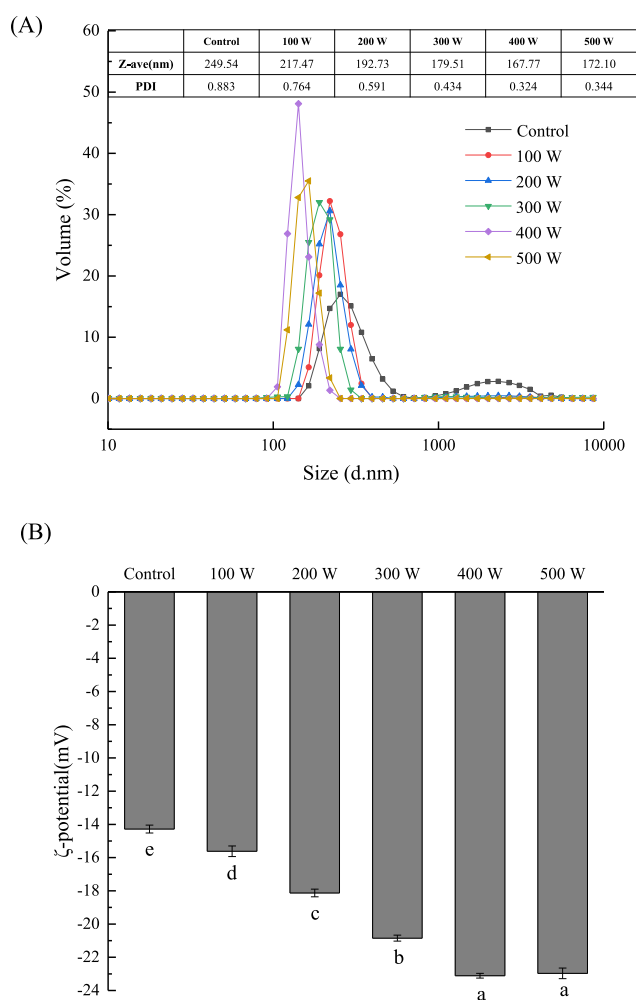 (A)
60
50
40
30
20
10
0
Volume (%)
Control 100 W 200 W 300 W 400 W 500 W
Z-ave(nm) 249.54 217.47 192.73 179.51 167.77 172.10
PDI 0.883 0.764 0.591 0.434 0.324 0.344
Control
100 W
200 W
300 W
400 W
500 W
10 100 1000 10000
Size (d.nm)
(B)
Control 100 W 200 W 300 W 400 W 500 W
0
-2
-4
-6
-8
-10
-12
-14
-16
-18
-20
-22
-24
ζ-potential(mV)
e
d
c
b
a
a